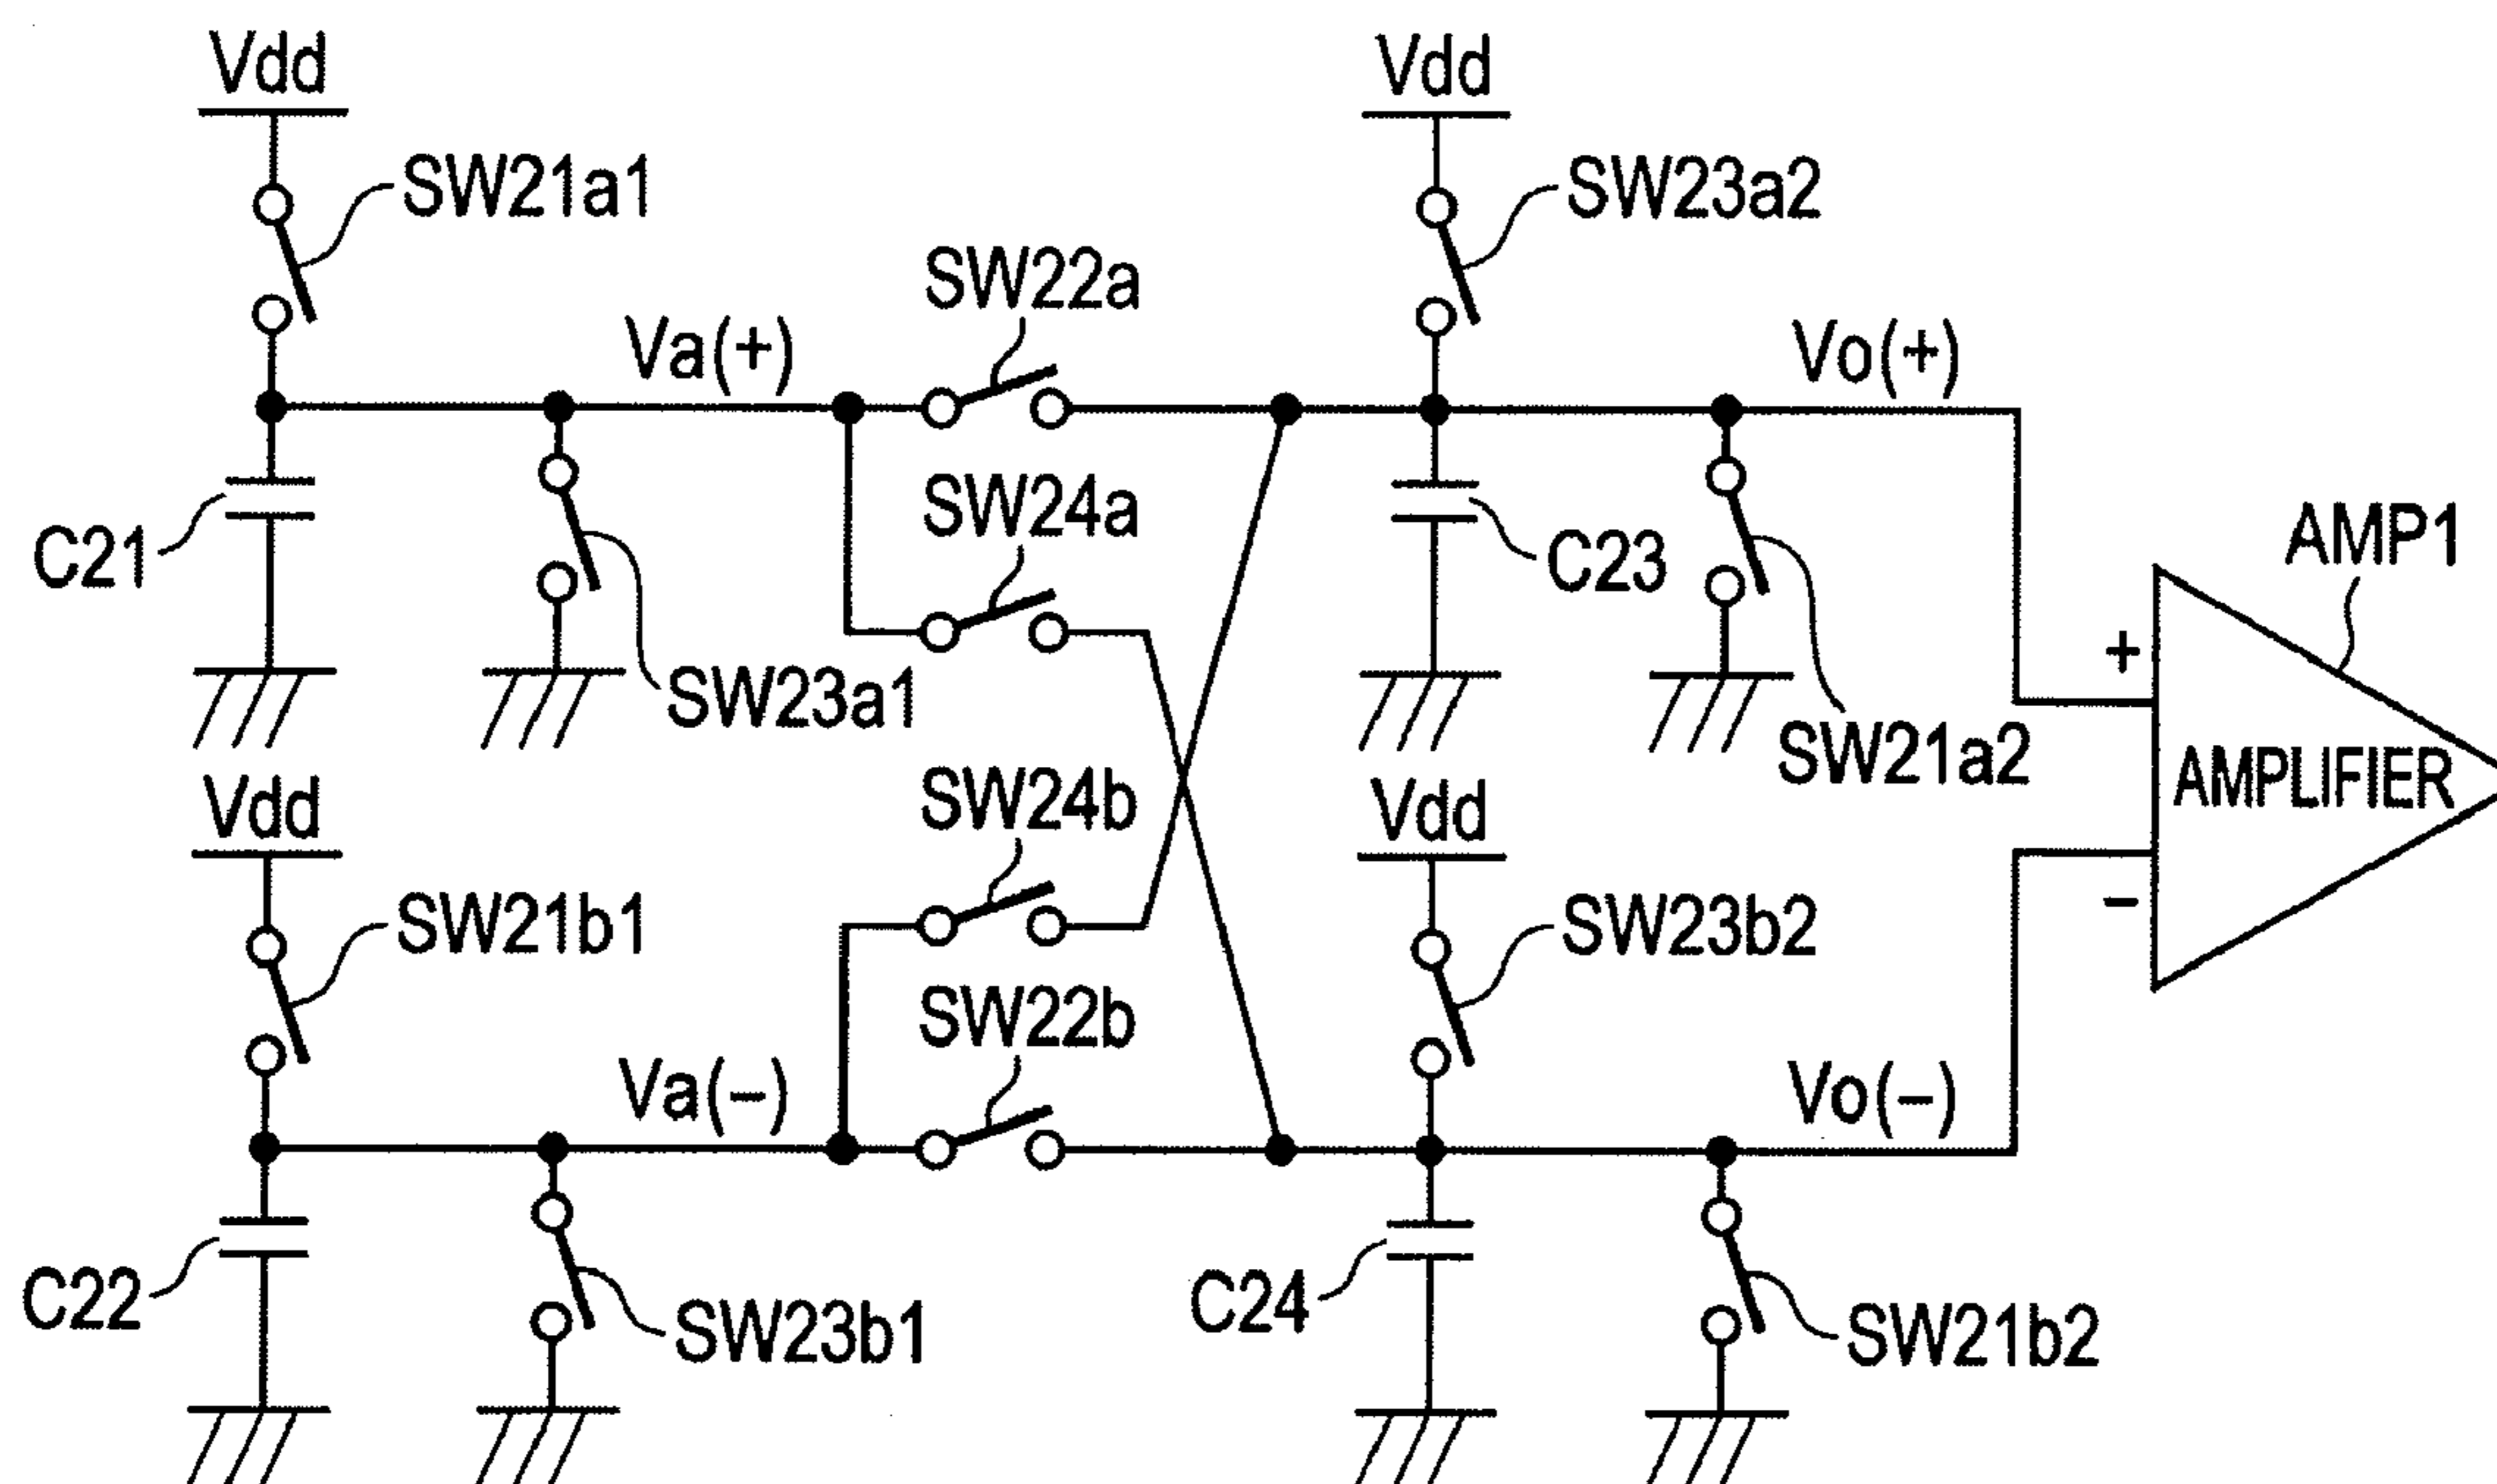 Vdd
Vdd
SW21a1
SW23a2
SW22a
Va(+)
Vo(+)
SW24a
C21
C23
AMP1
+
SW23a1
SW21a2
Vdd
SW24b
Vdd
AMPLIFIER
SW21b1
SW23b2
−
SW22b
Va(−)
Vo(−)
C22
C24
SW23b1
SW21b2